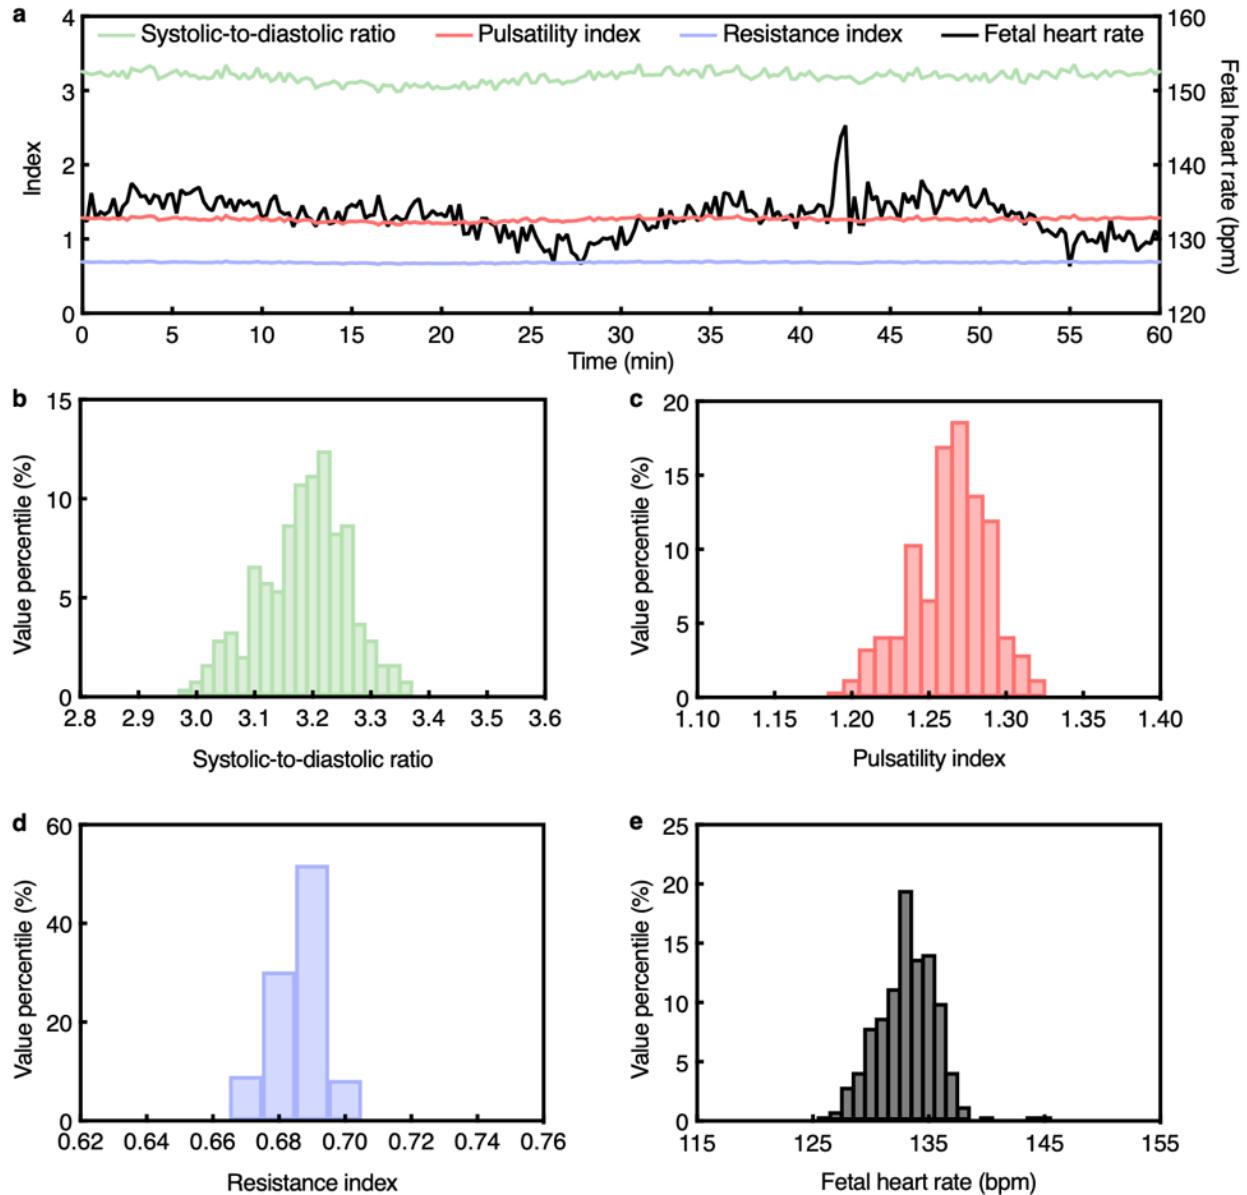 a
Systolic-to-diastolic ratio Pulsatility index Resistance index Fetal heart rate
4
3
2
1
0
Index
160
150
140
130
120
Fetal heart rate (bpm)
0 5 10 15 20 25 30 35 40 45 50 55 60
Time (min)
b
15
10
5
0
Value percentile (%)
2.8 2.9 3.0 3.1 3.2 3.3 3.4 3.5 3.6
Systolic-to-diastolic ratio
c
20
15
10
5
0
Value percentile (%)
1.10 1.15 1.20 1.25 1.30 1.35 1.40
Pulsatility index
d
60
40
20
0
Value percentile (%)
0.62 0.64 0.66 0.68 0.70 0.72 0.74 0.76
Resistance index
e
25
20
15
10
5
0
Value percentile (%)
115 125 135 145 155
Fetal heart rate (bpm)